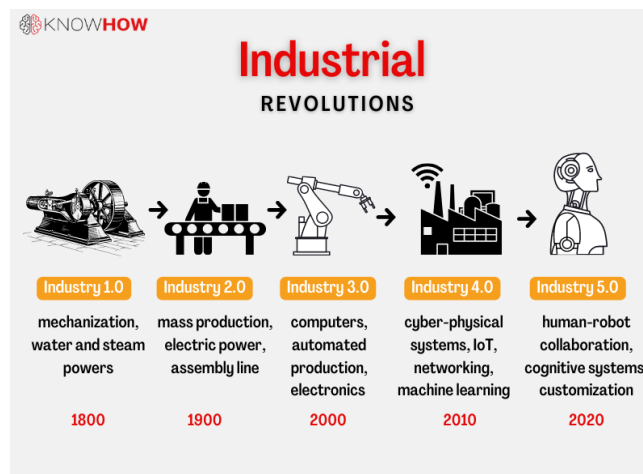 KNOWHOW
Industrial
REVOLUTIONS
Industry 1.0
mechanization,
water and steam
powers
1800
Industry 2.0
mass production,
electric power,
assembly line
1900
Industry 3.0
computers,
automated
production,
electronics
2000
Industry 4.0
cyber-physical
systems, IoT,
networking,
machine learning
2010
Industry 5.0
human-robot
collaboration,
cognitive systems
customization
2020